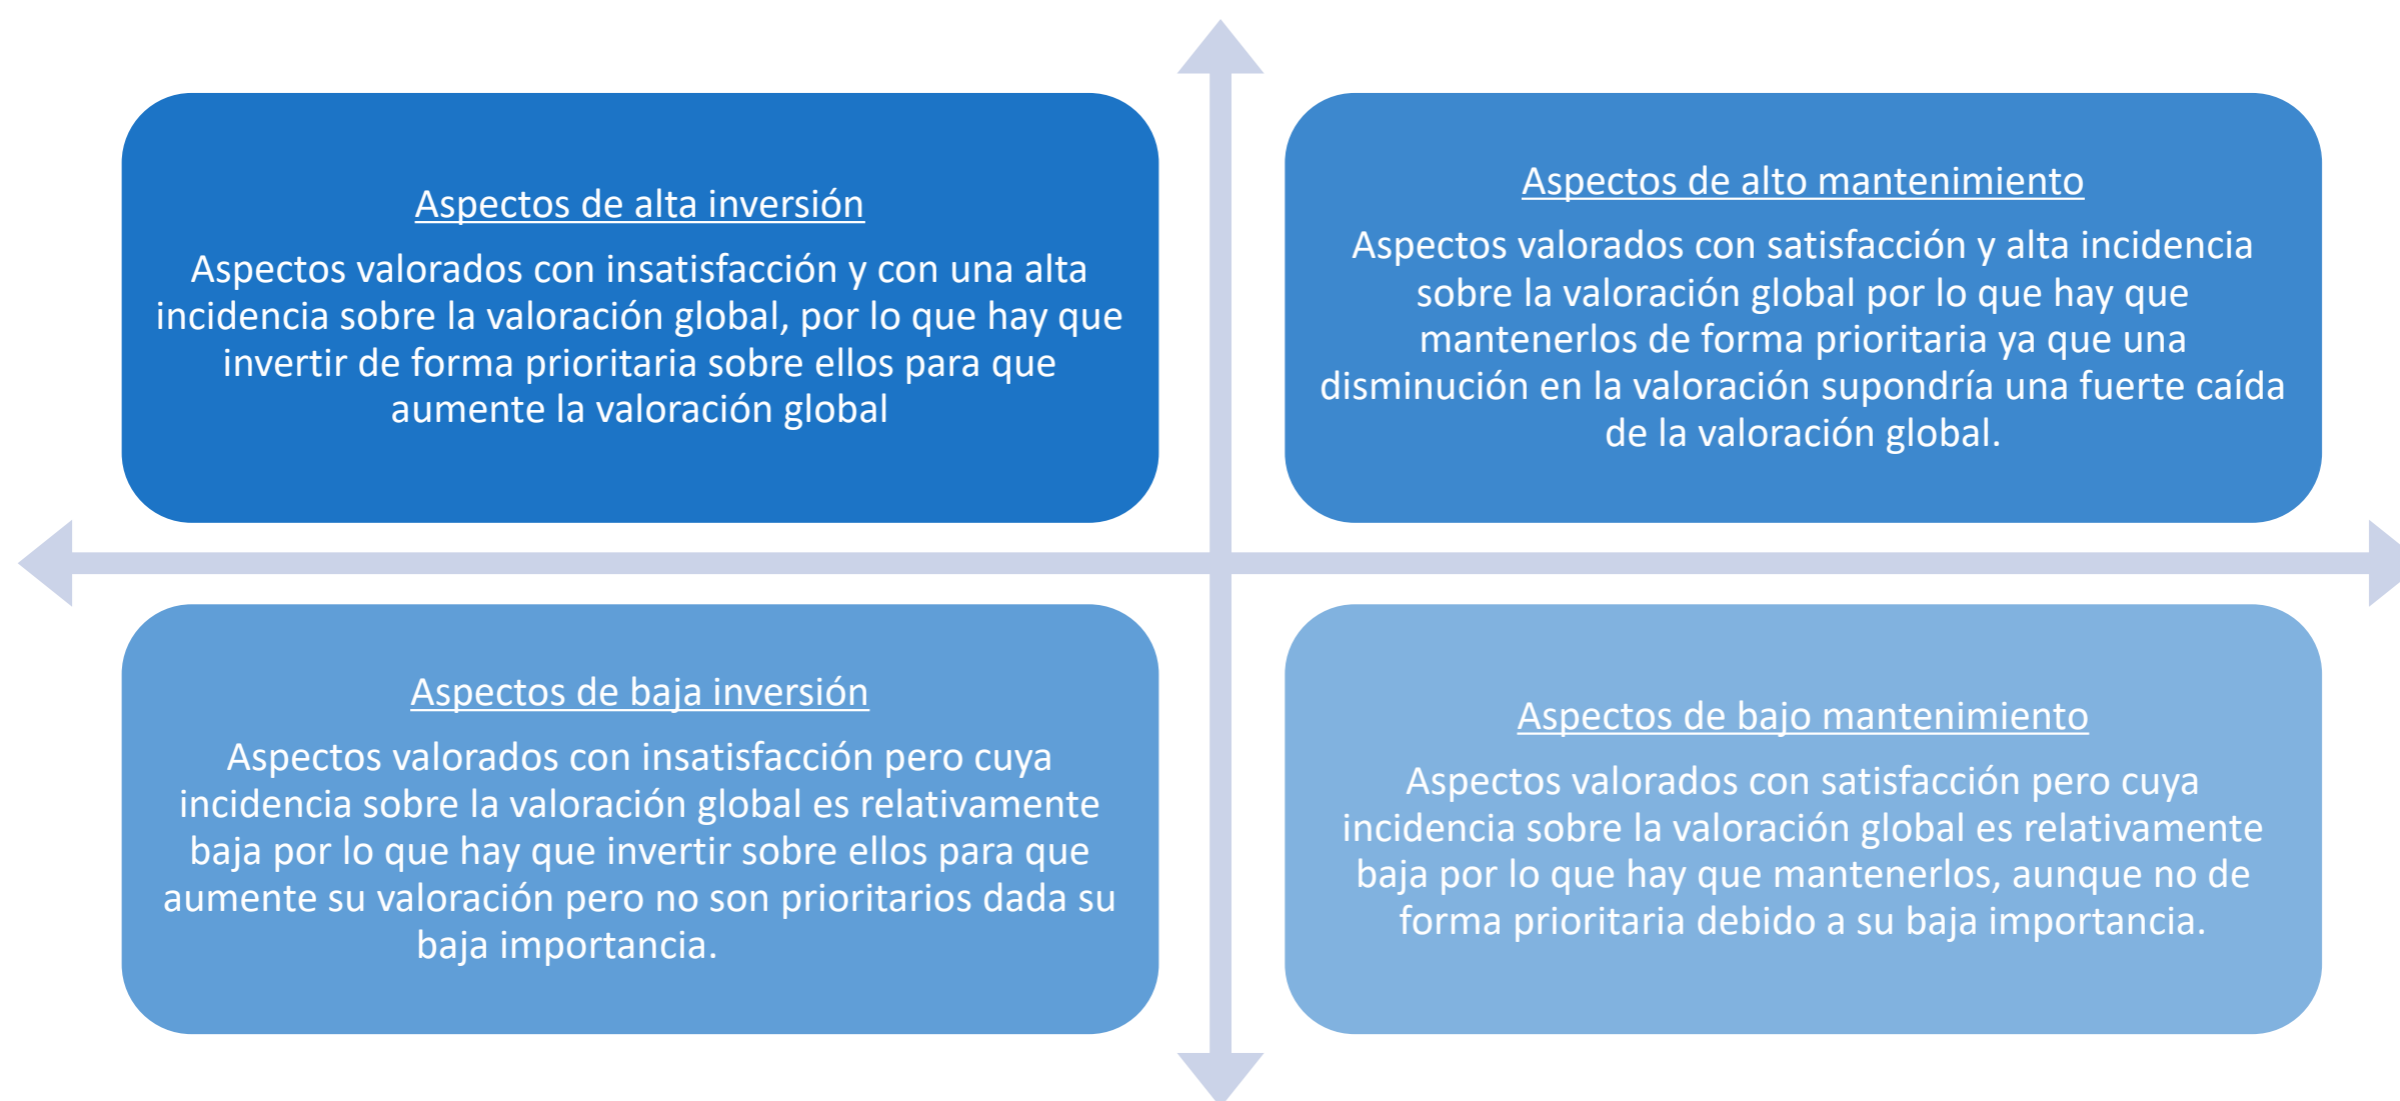 Aspectos de alta inversión
Aspectos valorados con insatisfacción y con una alta
incidencia sobre la valoración global, por lo que hay que
invertir de forma prioritaria sobre ellos para que
aumente la valoración global
Aspectos de alto mantenimiento
Aspectos valorados con satisfacción y alta incidencia
sobre la valoración global por lo que hay que
mantenerlos de forma prioritaria ya que una
disminución en la valoración supondría una fuerte caída
de la valoración global.
Aspectos de baja inversión
Aspectos valorados con insatisfacción pero cuya
incidencia sobre la valoración global es relativamente
baja por lo que hay que invertir sobre ellos para que
aumente su valoración pero no son prioritarios dada su
baja importancia.
Aspectos de bajo mantenimiento
Aspectos valorados con satisfacción pero cuya
incidencia sobre la valoración global es relativamente
baja por lo que hay que mantenerlos, aunque no de
forma prioritaria debido a su baja importancia.